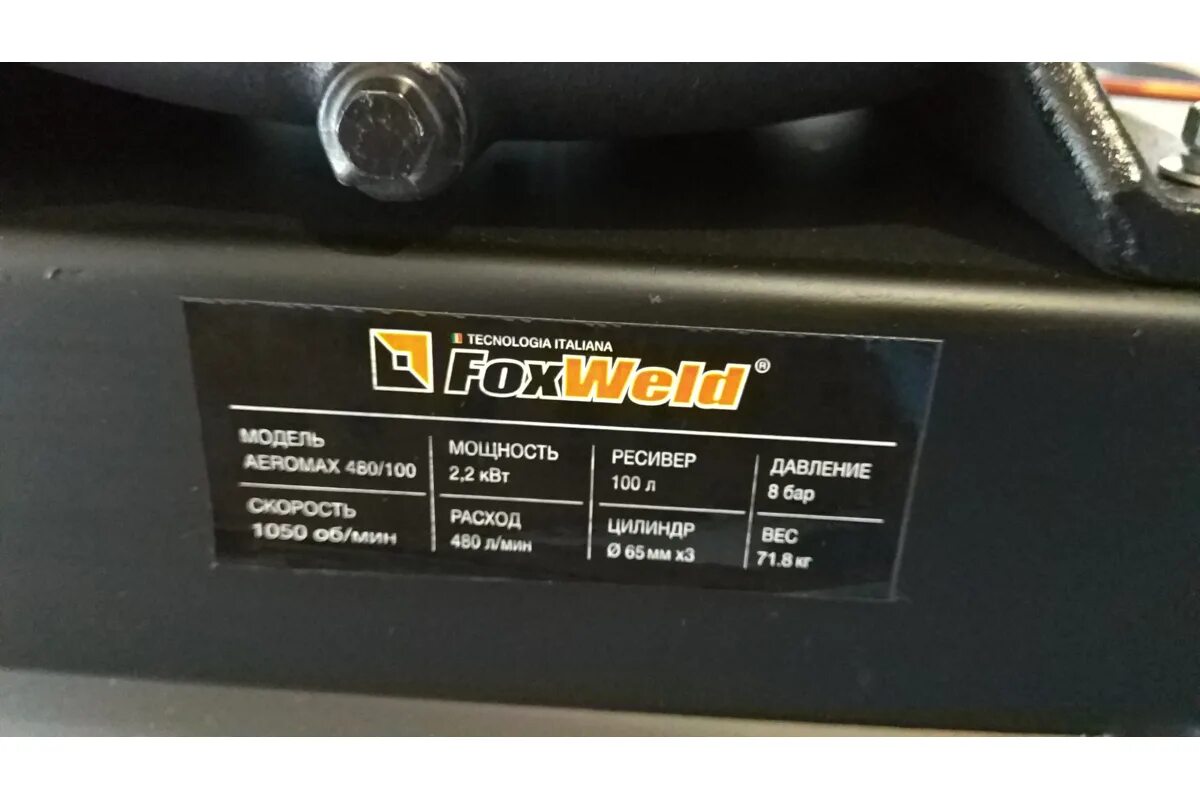 TECNOLOGIA ITALIANA
FoxWeld®
МОДЕЛЬ
AEROMAX 480/100
МОЩНОСТЬ
2,2 кВт
РЕСИВЕР
100 л
ДАВЛЕНИЕ
8 бар
СКОРОСТЬ
1050 об/мин
РАСХОД
480 л/мин
ЦИЛИНДР
Ø 65 мм x3
ВЕС
71.8 кг